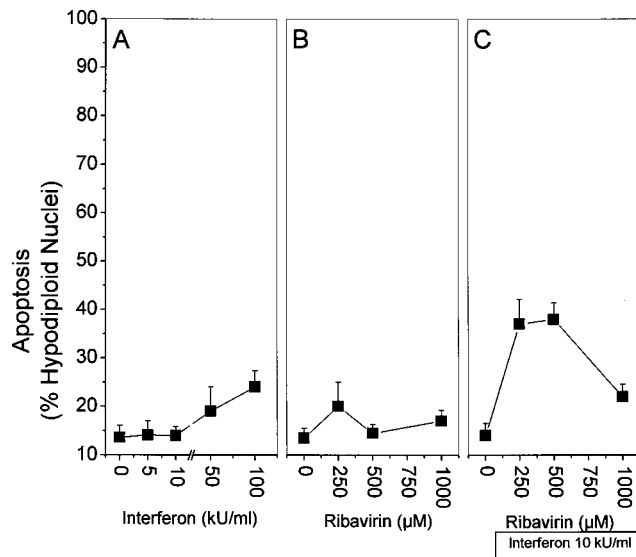 A
B
C
100
90
80
70
60
50
40
30
20
10
Apoptosis
(% Hypodiploid Nuclei)
0
5
10
50
100
Interferon (kU/ml)
0
250
500
750
1000
Ribavirin (µM)
0
250
500
750
1000
Ribavirin (µM)
Interferon 10 kU/ml